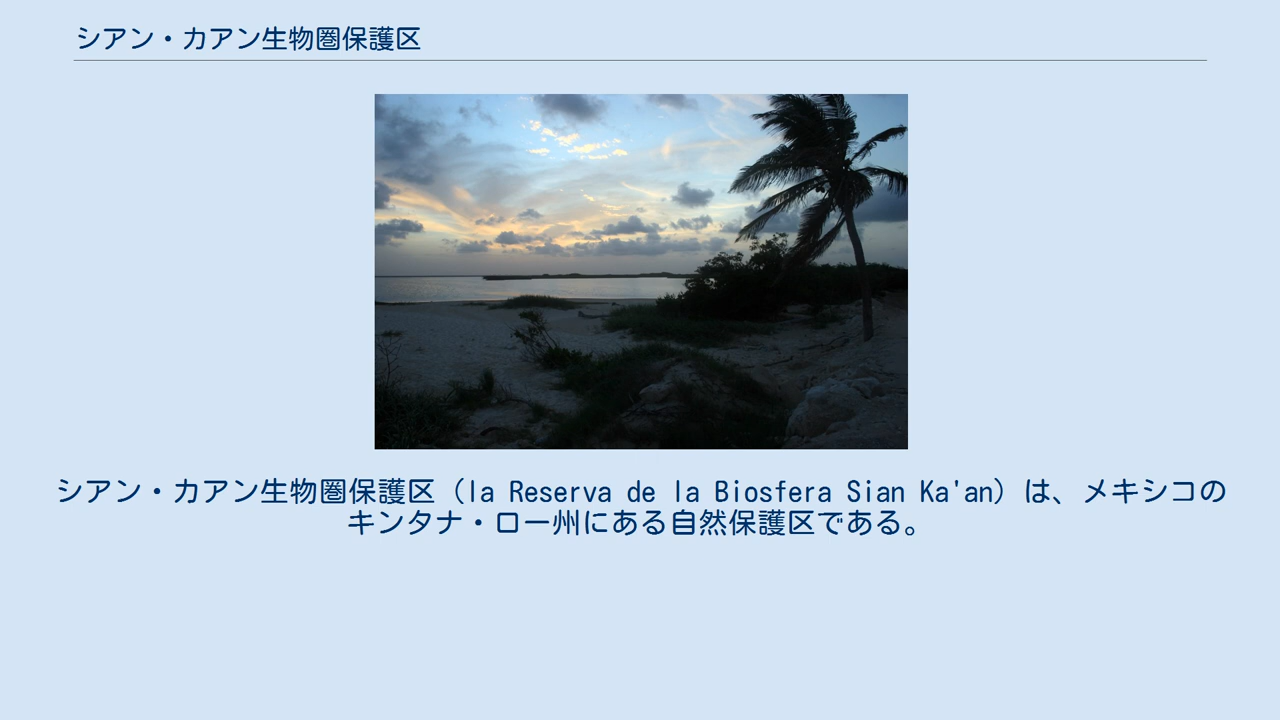 シアン・カアン生物圏保護区
シアン・カアン生物圏保護区（la Reserva de la Biosfera Sian Ka'an）は、メキシコの
キンタナ・ロー州にある自然保護区である。